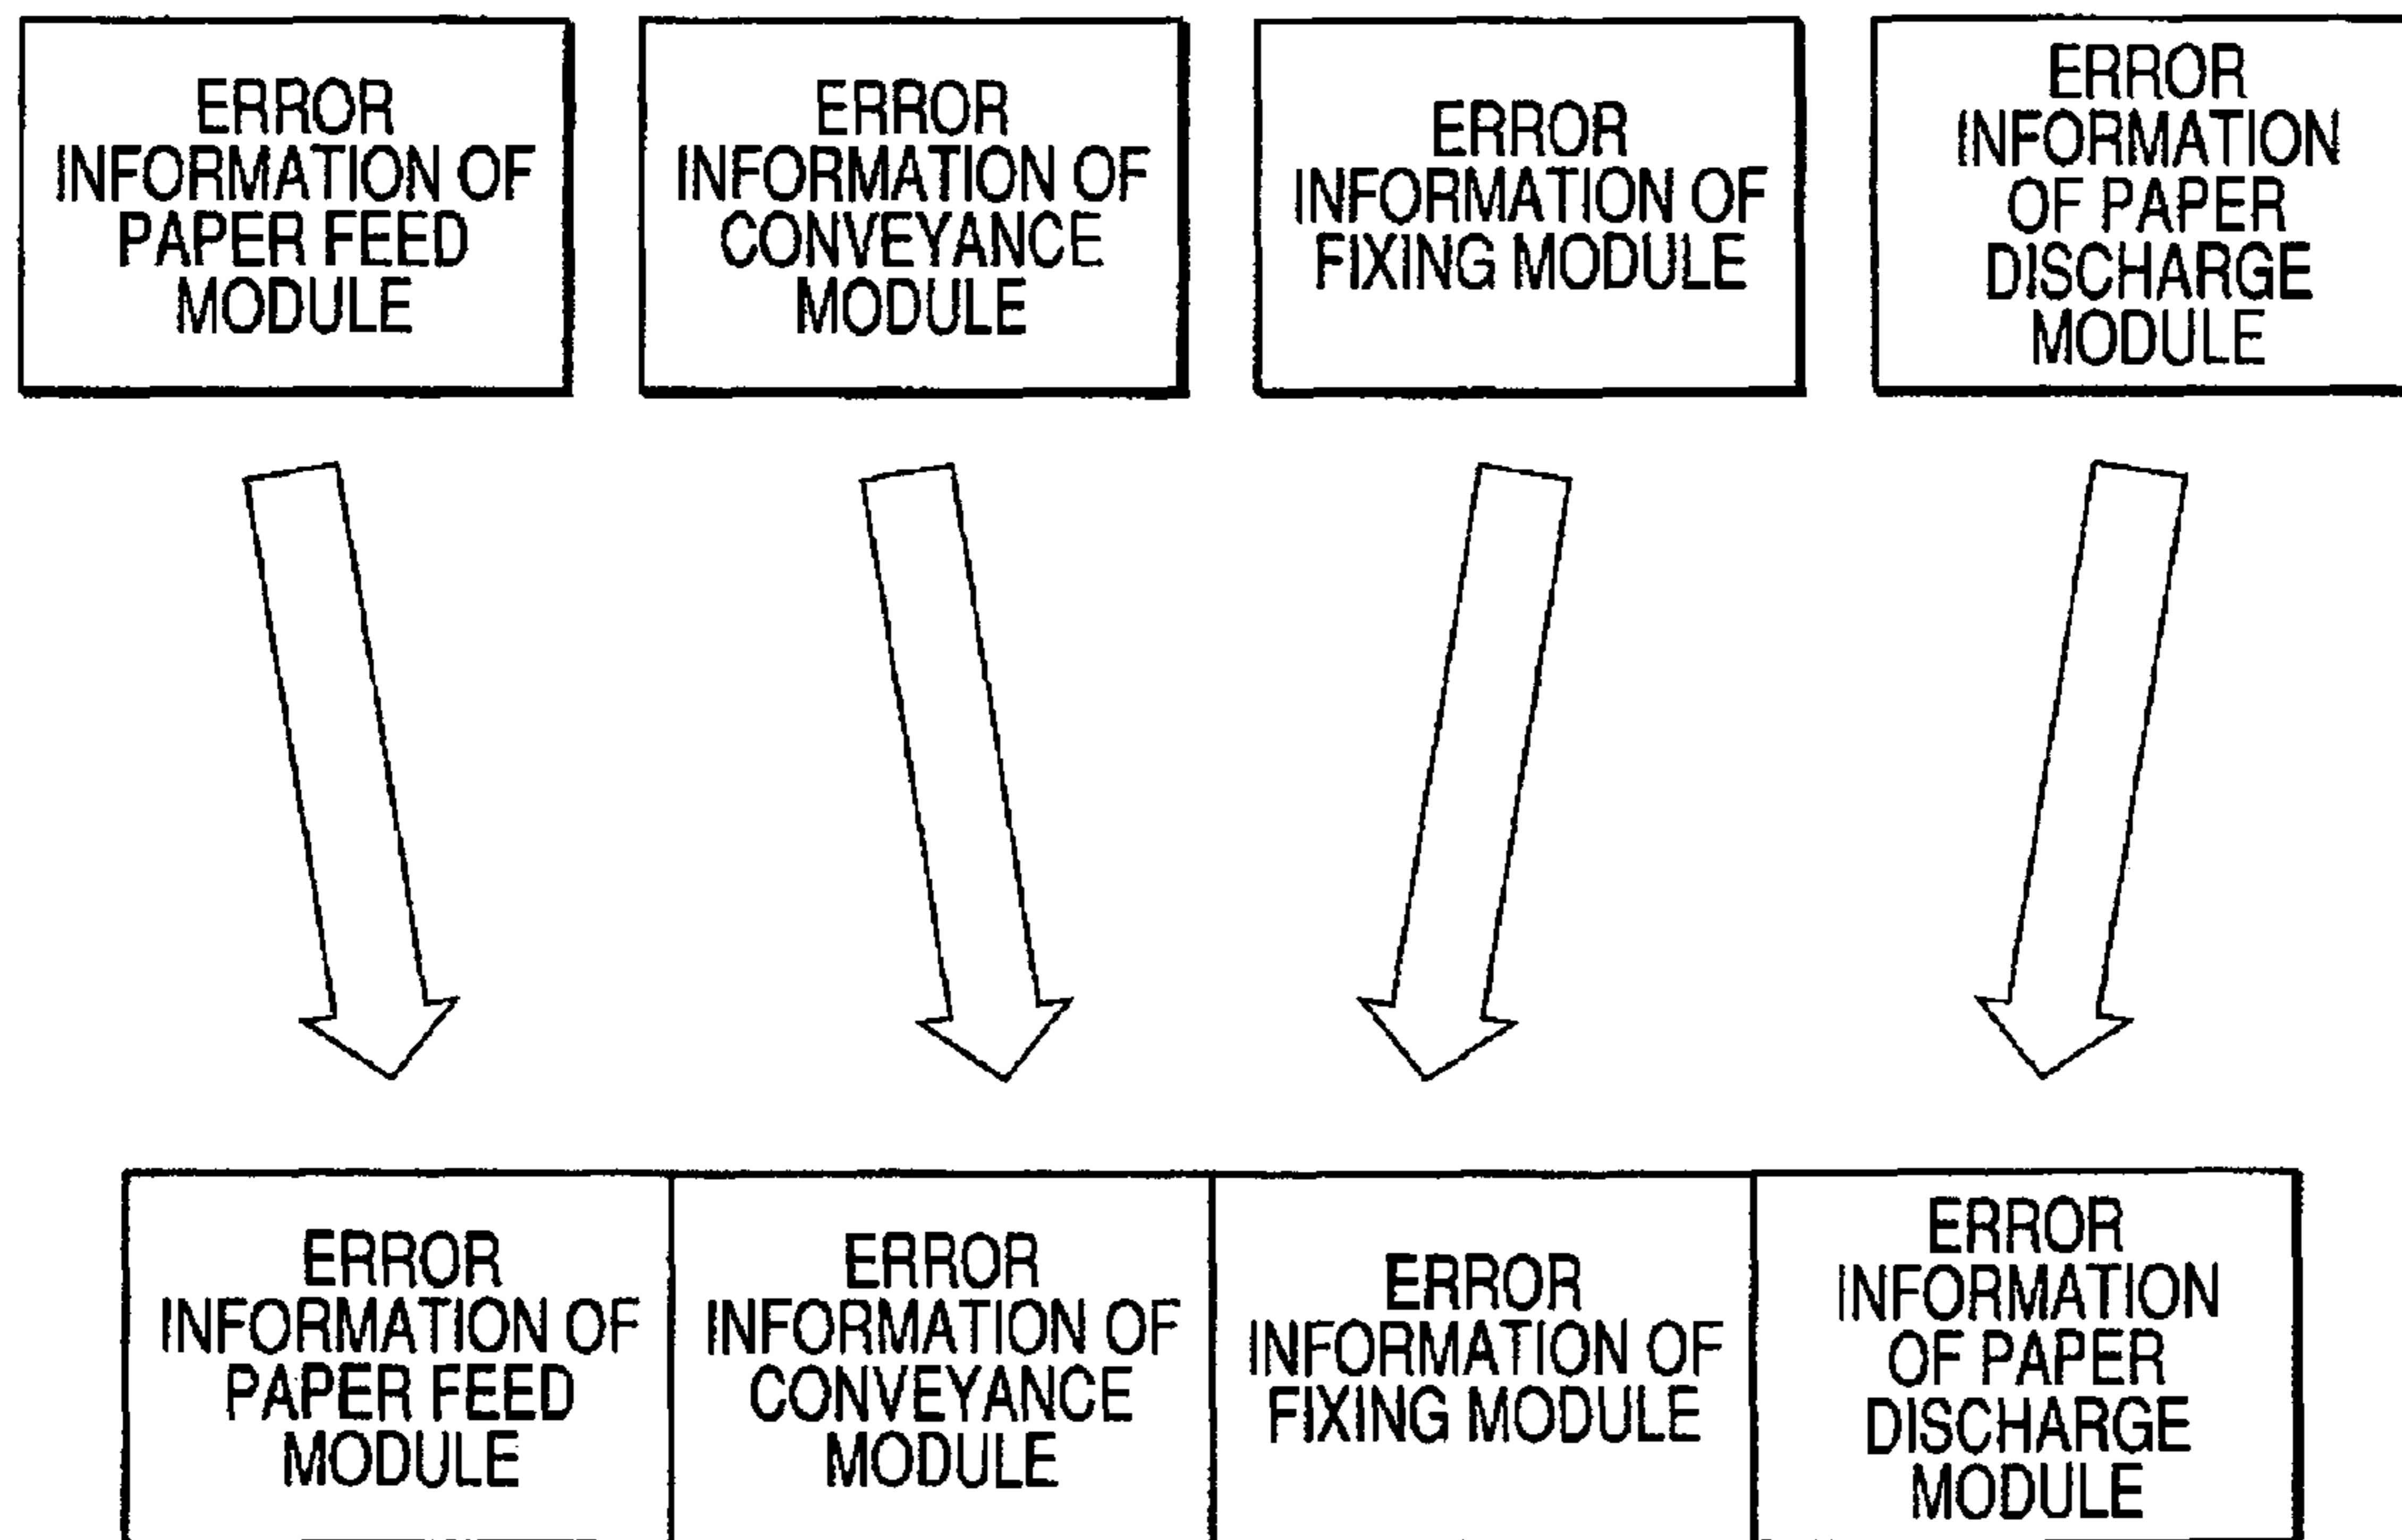 ERROR
INFORMATION OF
PAPER FEED
MODULE
ERROR
INFORMATION OF
CONVEYANCE
MODULE
ERROR
INFORMATION OF
FIXING MODULE
ERROR
INFORMATION
OF PAPER
DISCHARGE
MODULE
ERROR
INFORMATION OF
PAPER FEED
MODULE
ERROR
INFORMATION OF
CONVEYANCE
MODULE
ERROR
INFORMATION OF
FIXING MODULE
ERROR
INFORMATION
OF PAPER
DISCHARGE
MODULE